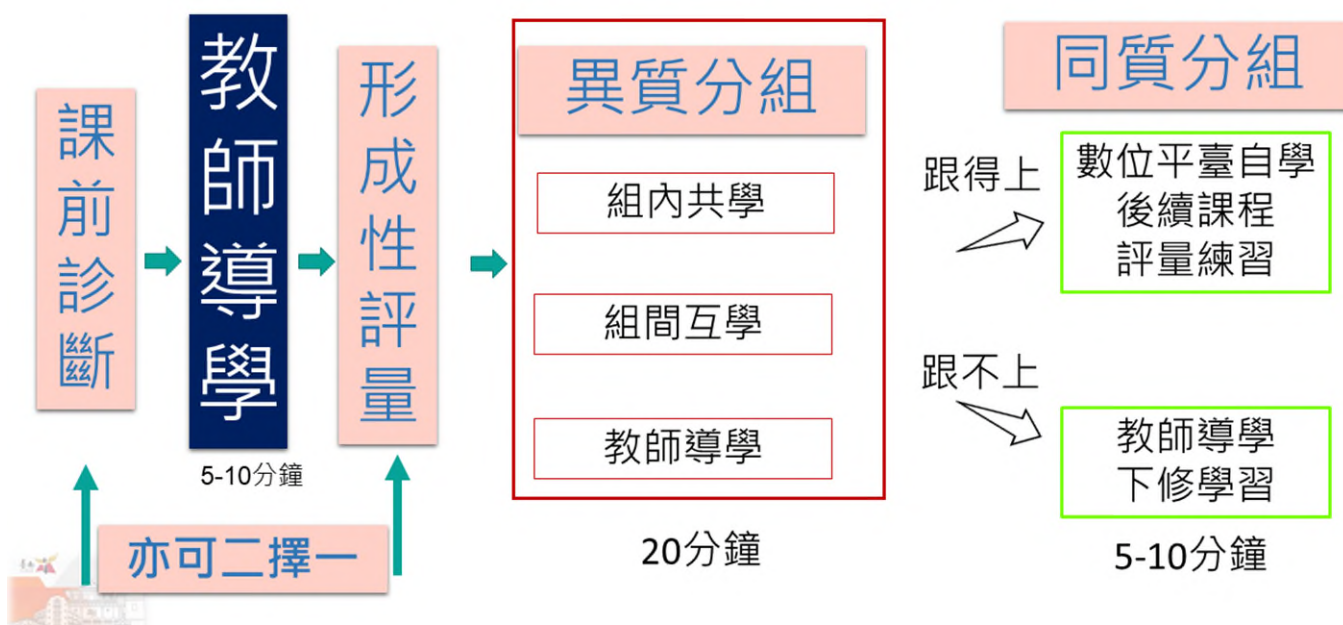 課前診斷
教師導學
5-10分鐘
形成性評量
亦可二擇一
異質分組
組內共學
組間互學
教師導學
20分鐘
同質分組
跟得上
數位平臺自學
後續課程
評量練習
跟不上
教師導學
下修學習
5-10分鐘